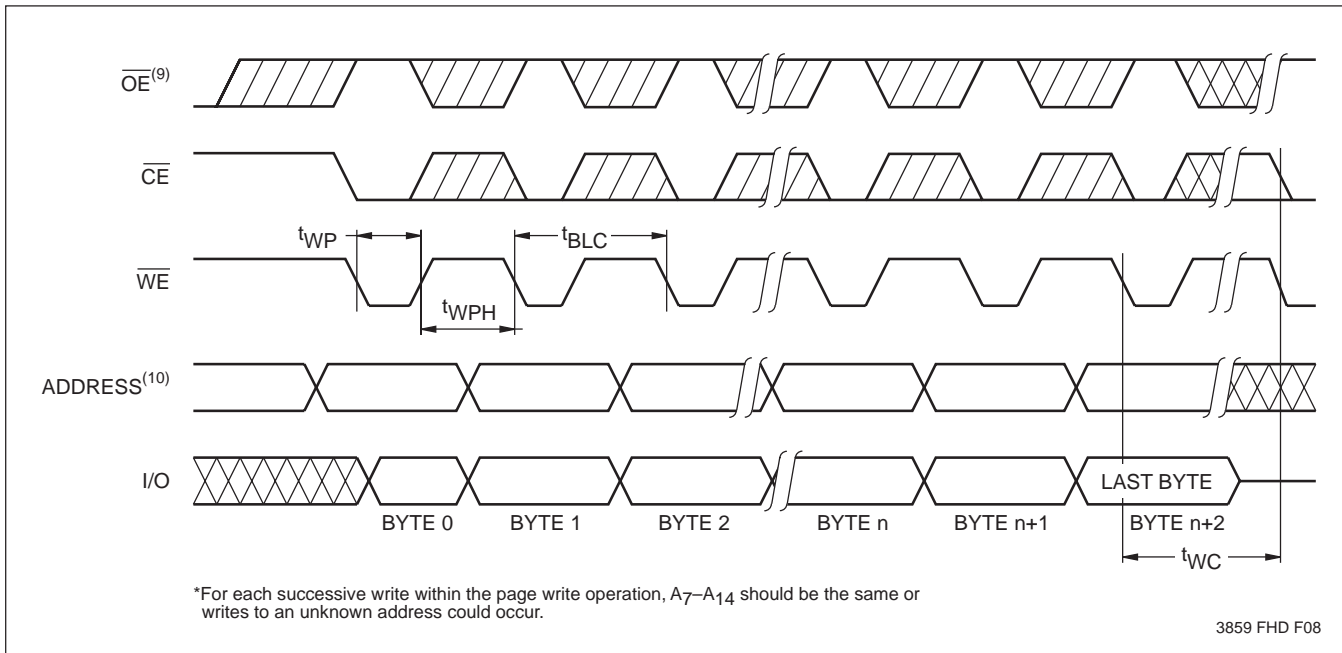 OE(9)
CE
tWP
tBLC
WE
tWPH
ADDRESS(10)
I/O
LAST BYTE
BYTE 0 BYTE 1 BYTE 2 BYTE n BYTE n+1 BYTE n+2
tWC
*For each successive write within the page write operation, A7–A14 should be the same or
writes to an unknown address could occur.
3859 FHD F08